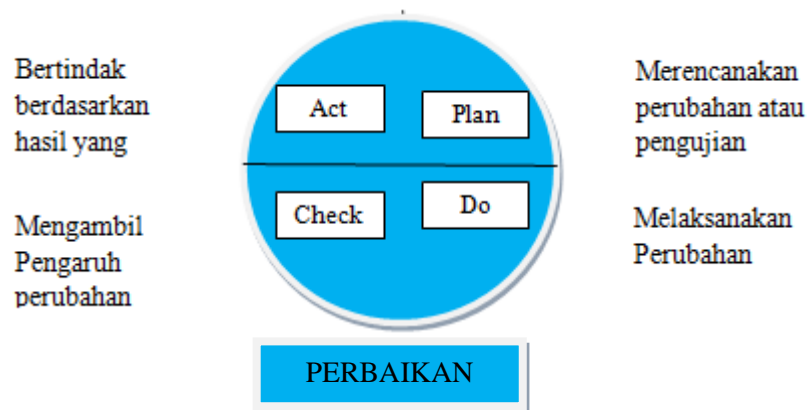 Bertindak
berdasarkan
hasil yang
Act
Plan
Merencanakan
perubahan atau
pengujian
Mengambil
Pengaruh
perubahan
Check
Do
Melaksanakan
Perubahan
PERBAIKAN